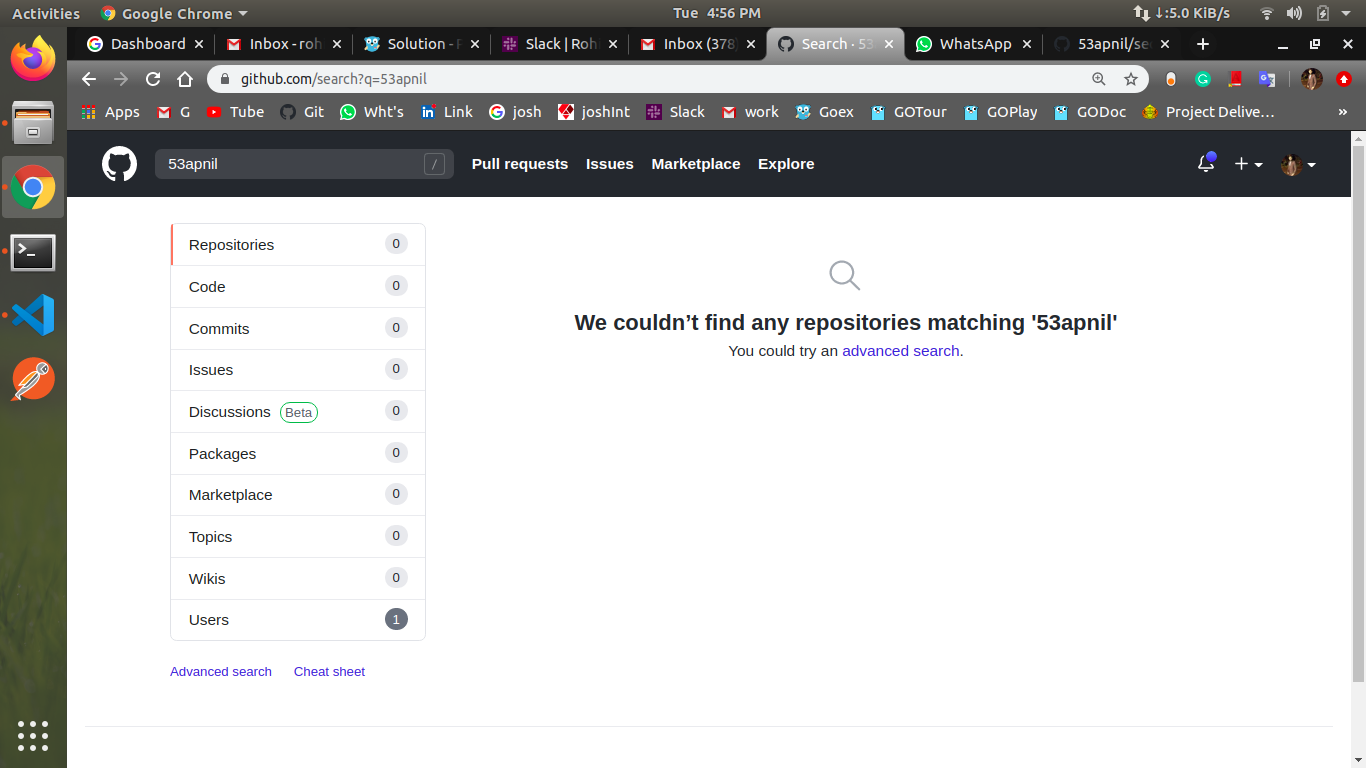 Activities Google Chrome Tue 4:56 PM ↓:5.0 KiB/s
Dashboard Inbox - roh Solution - Slack | Roh Inbox (378) Search · 53 WhatsApp 53apnil/se
github.com/search?q=53apnil
Apps G Tube Git Wht's Link josh joshInt Slack work Goex GOTour GOPlay GODoc Project Delive… »
53apnil / Pull requests Issues Marketplace Explore
Repositories 0
Code 0
Commits 0
Issues 0
Discussions Beta 0
Packages 0
Marketplace 0
Topics 0
Wikis 0
Users 1
Advanced search Cheat sheet
We couldn’t find any repositories matching '53apnil'
You could try an advanced search.